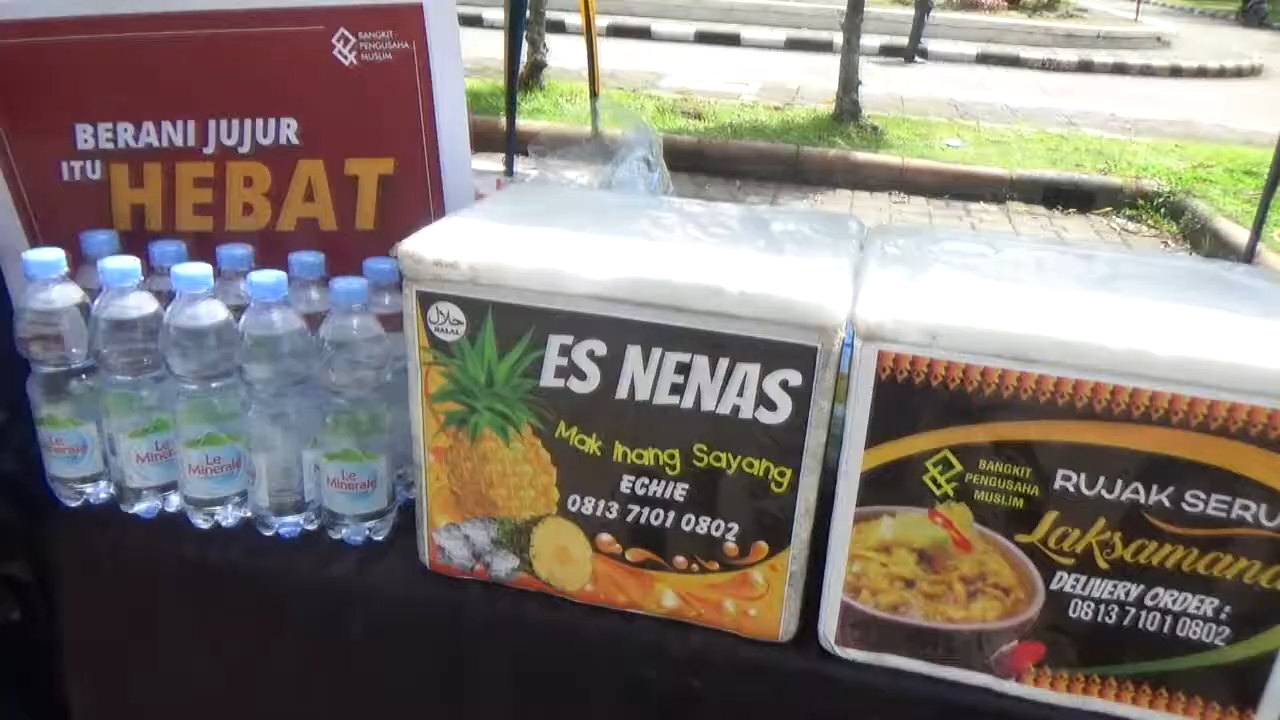 BANGKIT
PENGUSAHA
MUSLIM
BERANI JUJUR
ITU HEBAT
حلال
HALAL
ES NENAS
Mak Inang Sayang
ECHIE
0813 7101 0802
Le
Minerale
Le
Minerale
Le
Minerale
Le
Minerale
BANGKIT
PENGUSAHA
MUSLIM
RUJAK SERU
Laksamana
DELIVERY ORDER :
0813 7101 0802